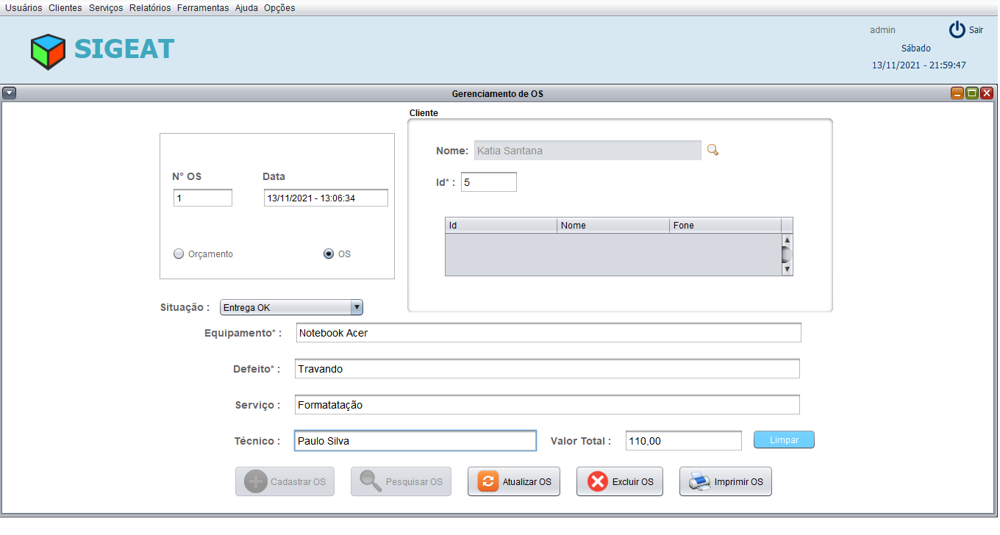 Usuários Clientes Serviços Relatórios Ferramentas Ajuda Opções
SIGEAT
admin
Sair
Sábado
13/11/2021 - 21:59:47
Gerenciamento de OS
N° OS
Data
1
13/11/2021 - 13:06:34
Orçamento
OS
Cliente
Nome: Katia Santana
Id* : 5
Id Nome Fone
Situação : Entrega OK
Equipamento* : Notebook Acer
Defeito* : Travando
Serviço : Formatatação
Técnico : Paulo Silva
Valor Total : 110,00
Limpar
Cadastrar OS
Pesquisar OS
Atualizar OS
Excluir OS
Imprimir OS